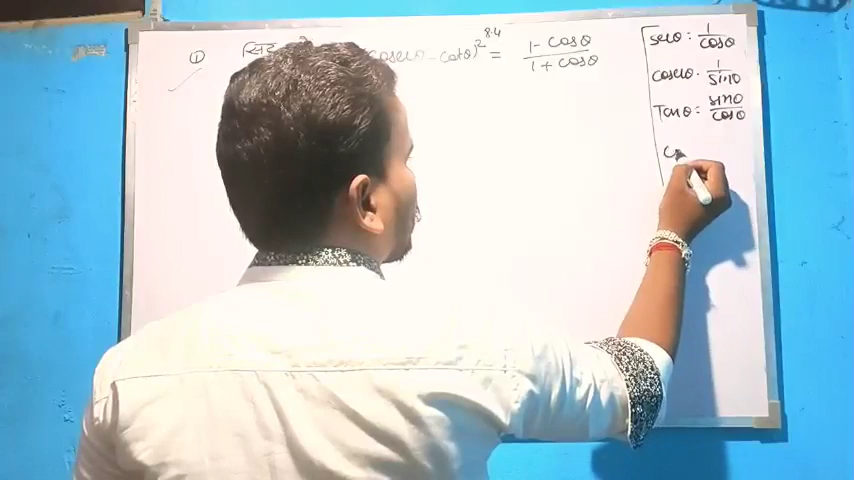 ① सिद्ध cosecθ - cotθ)² = 1 - cosθ / 1 + cosθ
8.4
secθ = 1/cosθ
cosecθ = 1/sinθ
Tanθ = sinθ/cosθ
co